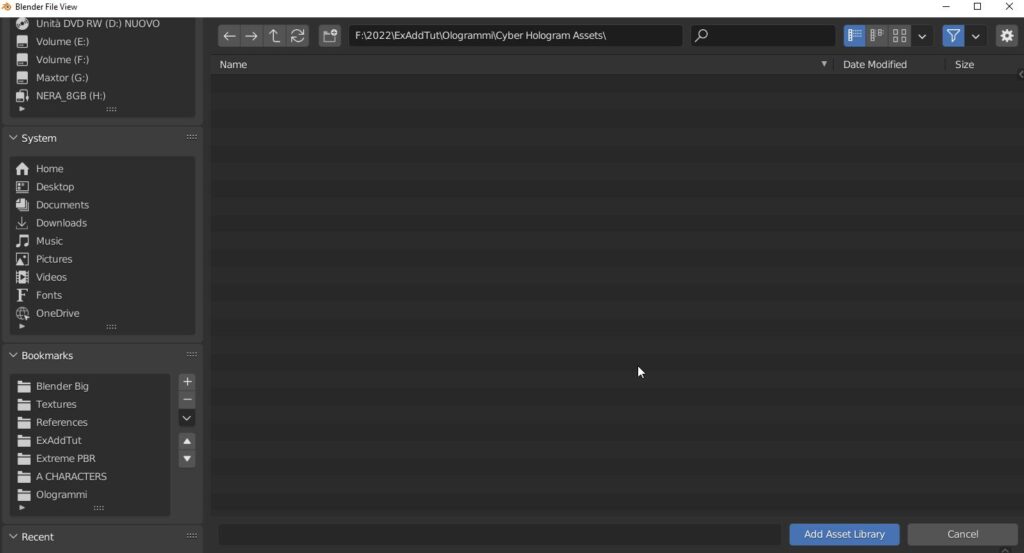 Blender File View
Unità DVD RW (D:) NUOVO
Volume (E:)
Volume (F:)
Maxtor (G:)
NERA_8GB (H:)
System
Home
Desktop
Documents
Downloads
Music
Pictures
Videos
Fonts
OneDrive
Bookmarks
Blender Big
Textures
References
ExAddTut
Extreme PBR
A CHARACTERS
Ologrammi
Recent
F:\2022\ExAddTut\Ologrammi\Cyber Hologram Assets\
Name Date Modified Size
Add Asset Library Cancel